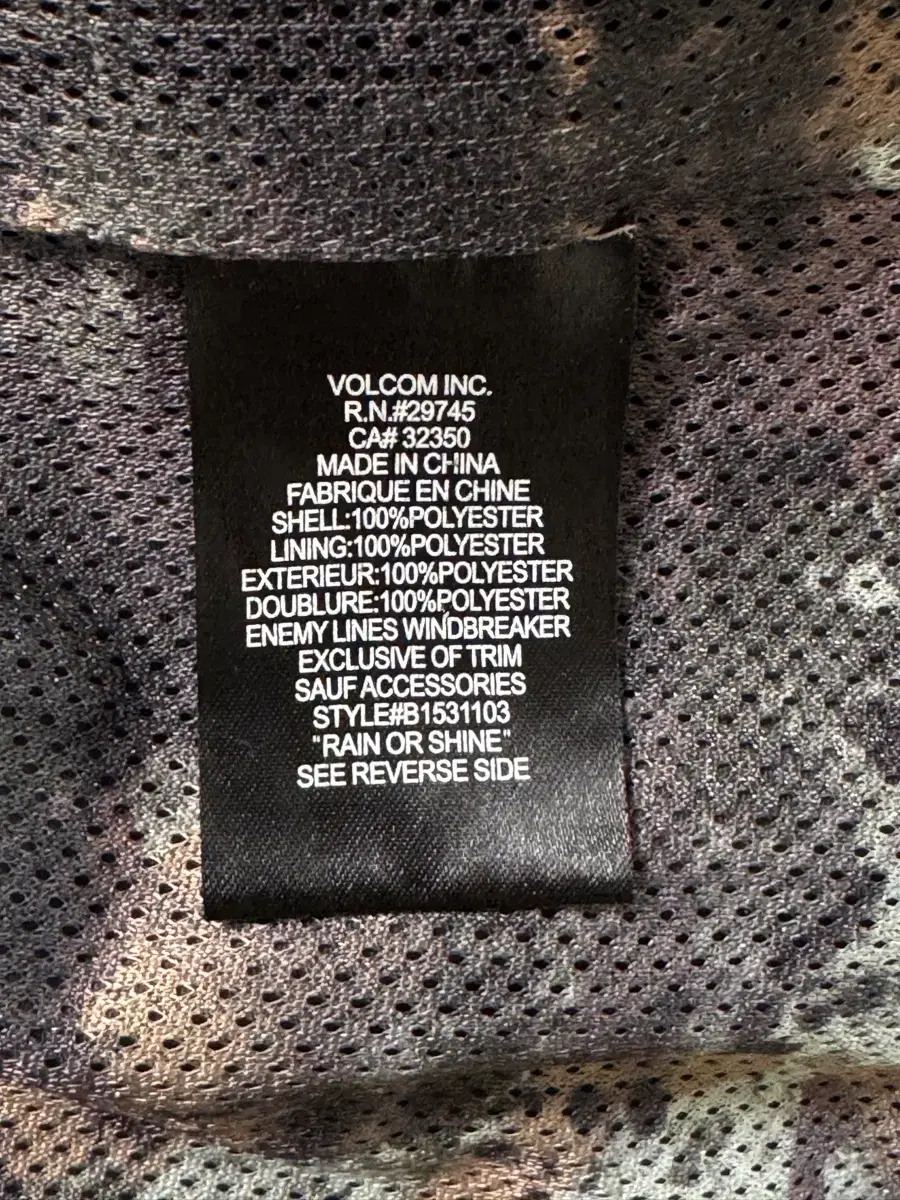 VOLCOM INC.
R.N.#29745
CA# 32350
MADE IN CHINA
FABRIQUE EN CHINE
SHELL:100%POLYESTER
LINING:100%POLYESTER
EXTERIEUR:100%POLYESTER
DOUBLURE:100%POLYESTER
ENEMY LINES WINDBREAKER
EXCLUSIVE OF TRIM
SAUF ACCESSORIES
STYLE#B1531103
"RAIN OR SHINE"
SEE REVERSE SIDE